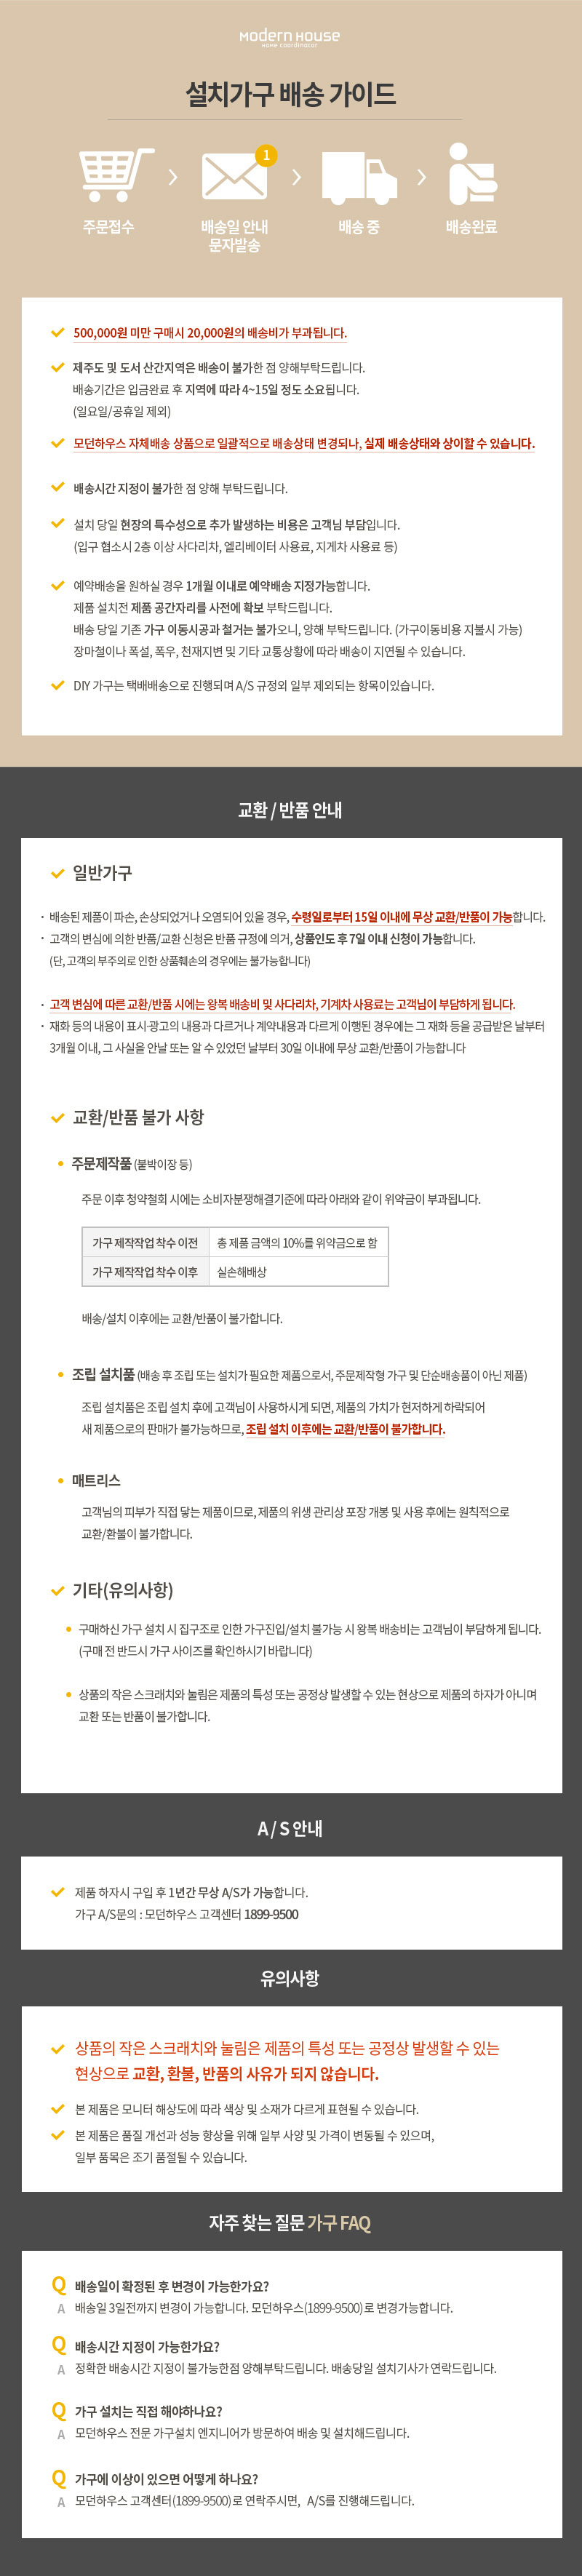 MODERN HOUSE
HOME COORDINATOR
설치가구 배송 가이드
1
주문접수
배송일 안내
문자발송
배송 중
배송완료
500,000원 미만 구매시 20,000원의 배송비가 부과됩니다.
제주도 및 도서 산간지역은 배송이 불가한 점 양해부탁드립니다.
배송기간은 입금완료 후 지역에 따라 4~15일 정도 소요됩니다.
(일요일/공휴일 제외)
모던하우스 자체배송 상품으로 일괄적으로 배송상태 변경되나, 실제 배송상태와 상이할 수 있습니다.
배송시간 지정이 불가한 점 양해 부탁드립니다.
설치 당일 현장의 특수성으로 추가 발생하는 비용은 고객님 부담입니다.
(입구 협소시 2층 이상 사다리차, 엘리베이터 사용료, 지게차 사용료 등)
예약배송을 원하실 경우 1개월 이내로 예약배송 지정가능합니다.
제품 설치전 제품 공간자리를 사전에 확보 부탁드립니다.
배송 당일 기존 가구 이동시공과 철거는 불가오니, 양해 부탁드립니다. (가구이동비용 지불시 가능)
장마철이나 폭설, 폭우, 천재지변 및 기타 교통상황에 따라 배송이 지연될 수 있습니다.
DIY 가구는 택배배송으로 진행되며 A/S 규정외 일부 제외되는 항목이있습니다.
교환 / 반품 안내
일반가구
· 배송된 제품이 파손, 손상되었거나 오염되어 있을 경우, 수령일로부터 15일 이내에 무상 교환/반품이 가능합니다.
· 고객의 변심에 의한 반품/교환 신청은 반품 규정에 의거, 상품인도 후 7일 이내 신청이 가능합니다.
(단, 고객의 부주의로 인한 상품훼손의 경우에는 불가능합니다)
· 고객 변심에 따른 교환/반품 시에는 왕복 배송비 및 사다리차, 기계차 사용료는 고객님이 부담하게 됩니다.
· 재화 등의 내용이 표시·광고의 내용과 다르거나 계약내용과 다르게 이행된 경우에는 그 재화 등을 공급받은 날부터
3개월 이내, 그 사실을 안날 또는 알 수 있었던 날부터 30일 이내에 무상 교환/반품이 가능합니다
교환/반품 불가 사항
주문제작품 (붙박이장 등)
주문 이후 청약철회 시에는 소비자분쟁해결기준에 따라 아래와 같이 위약금이 부과됩니다.
가구 제작작업 착수 이전 총 제품 금액의 10%를 위약금으로 함
가구 제작작업 착수 이후 실손해배상
배송/설치 이후에는 교환/반품이 불가합니다.
조립 설치품 (배송 후 조립 또는 설치가 필요한 제품으로서, 주문제작형 가구 및 단순배송품이 아닌 제품)
조립 설치품은 조립 설치 후에 고객님이 사용하시게 되면, 제품의 가치가 현저하게 하락되어
새 제품으로의 판매가 불가능하므로, 조립 설치 이후에는 교환/반품이 불가합니다.
매트리스
고객님의 피부가 직접 닿는 제품이므로, 제품의 위생 관리상 포장 개봉 및 사용 후에는 원칙적으로
교환/환불이 불가합니다.
기타(유의사항)
구매하신 가구 설치 시 집구조로 인한 가구진입/설치 불가능 시 왕복 배송비는 고객님이 부담하게 됩니다.
(구매 전 반드시 가구 사이즈를 확인하시기 바랍니다)
상품의 작은 스크래치와 눌림은 제품의 특성 또는 공정상 발생할 수 있는 현상으로 제품의 하자가 아니며
교환 또는 반품이 불가합니다.
A / S 안내
제품 하자시 구입 후 1년간 무상 A/S가 가능합니다.
가구 A/S문의 : 모던하우스 고객센터 1899-9500
유의사항
상품의 작은 스크래치와 눌림은 제품의 특성 또는 공정상 발생할 수 있는
현상으로 교환, 환불, 반품의 사유가 되지 않습니다.
본 제품은 모니터 해상도에 따라 색상 및 소재가 다르게 표현될 수 있습니다.
본 제품은 품질 개선과 성능 향상을 위해 일부 사양 및 가격이 변동될 수 있으며,
일부 품목은 조기 품절될 수 있습니다.
자주 찾는 질문 가구 FAQ
Q 배송일이 확정된 후 변경이 가능한가요?
A 배송일 3일전까지 변경이 가능합니다. 모던하우스(1899-9500)로 변경가능합니다.
Q 배송시간 지정이 가능한가요?
A 정확한 배송시간 지정이 불가능한점 양해부탁드립니다. 배송당일 설치기사가 연락드립니다.
Q 가구 설치는 직접 해야하나요?
A 모던하우스 전문 가구설치 엔지니어가 방문하여 배송 및 설치해드립니다.
Q 가구에 이상이 있으면 어떻게 하나요?
A 모던하우스 고객센터(1899-9500)로 연락주시면, A/S를 진행해드립니다.